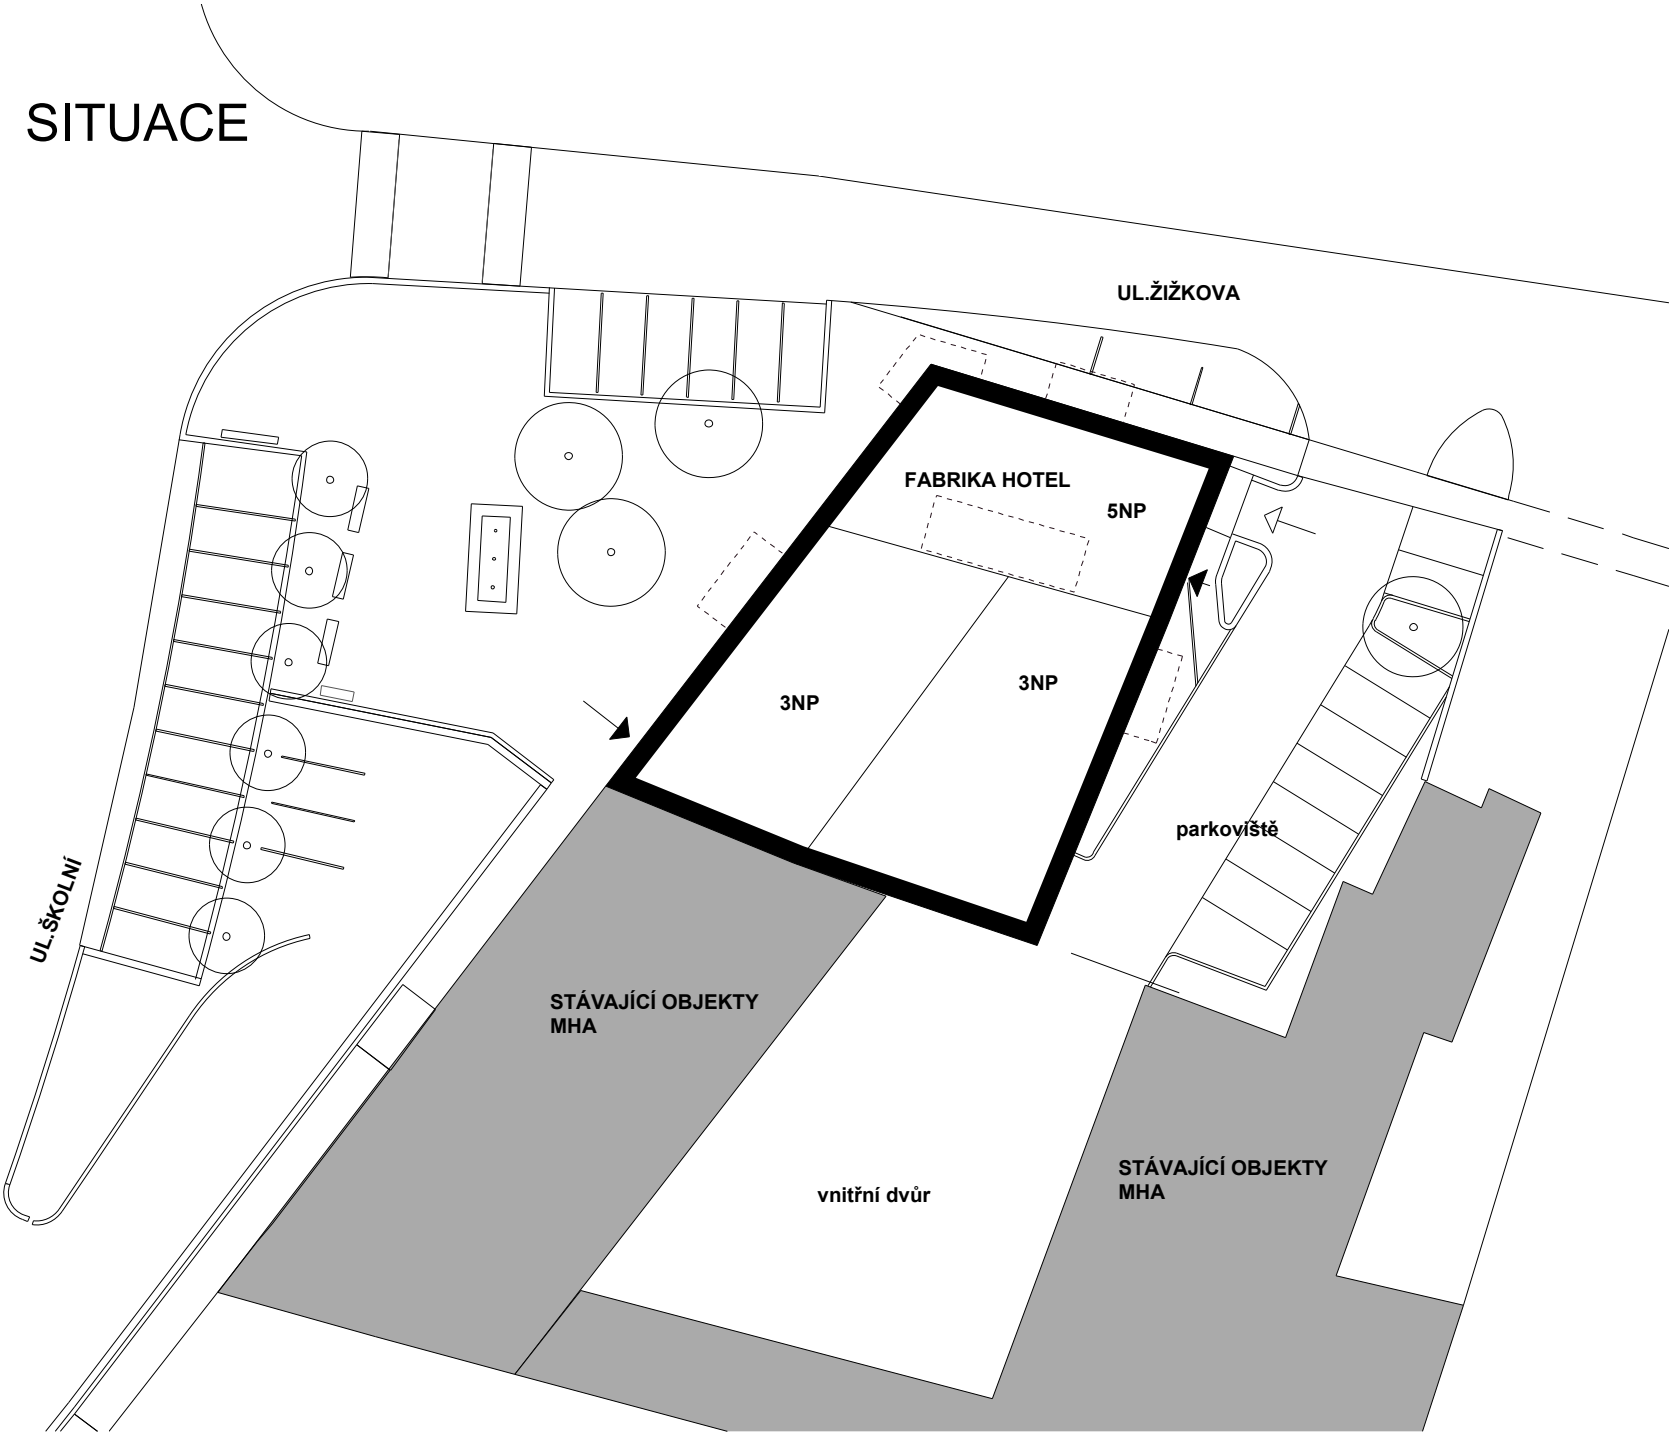 SITUACE
UL.ŽIŽKOVA
FABRIKA HOTEL
5NP
3NP
3NP
parkoviště
UL.ŠKOLNÍ
STÁVAJÍCÍ OBJEKTY
MHA
STÁVAJÍCÍ OBJEKTY
MHA
vnitřní dvůr